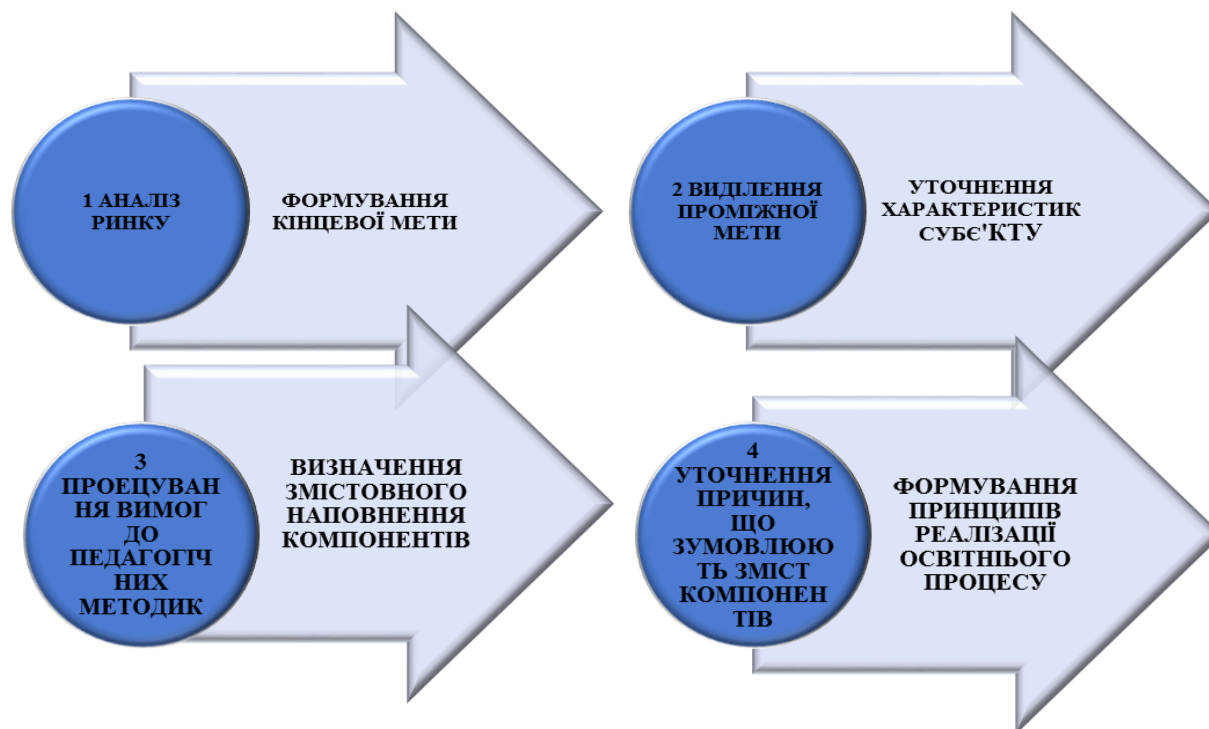 1 АНАЛІЗ
РИНКУ
ФОРМУВАННЯ
КІНЦЕВОЇ МЕТИ
2 ВИДІЛЕННЯ
ПРОМІЖНОЇ
МЕТИ
УТОЧНЕННЯ
ХАРАКТЕРИСТИК
СУБЄ'КТУ
3
ПРОЕЦУВАН
НЯ ВИМОГ
ДО
ПЕДАГОГІЧ
НИХ
МЕТОДИК
ВИЗНАЧЕННЯ
ЗМІСТОВНОГО
НАПОВНЕННЯ
КОМПОНЕНТІВ
4
УТОЧНЕННЯ
ПРИЧИН,
ЩО
ЗУМОВЛЮЮ
ТЬ ЗМІСТ
КОМПОНЕН
ТІВ
ФОРМУВАННЯ
ПРИНЦИПІВ
РЕАЛІЗАЦІЇ
ОСВІТНІЬОГО
ПРОЦЕСУ